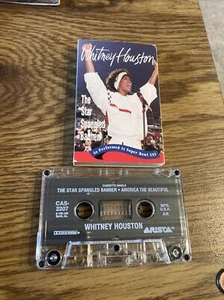 Whitney Houston
The
Star
Spangled
Banner
As Performed At Super Bowl XXV
CASSETTE SINGLE
THE STAR SPANGLED BANNER • AMERICA THE BEAUTIFUL
CAS-
2207
WHITNEY HOUSTON
ARISTA